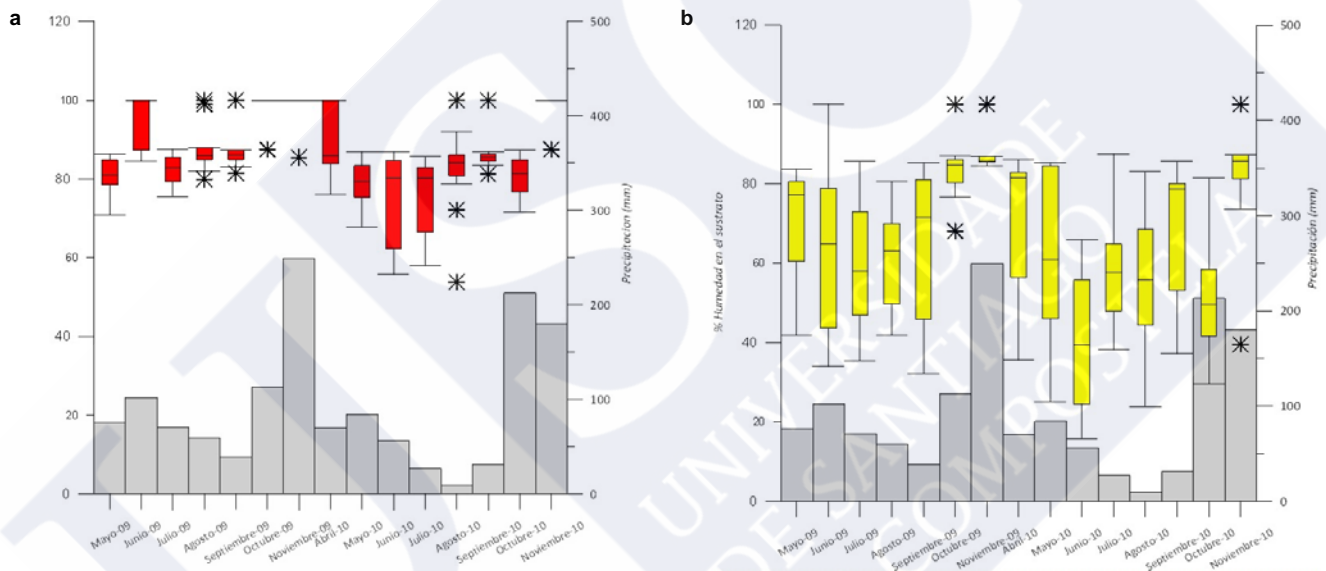 a
120
100
80
60
40
20
0
500
400
300
200
100
0
Precipitacion (mm)
Mayo-09
Junio-09
Julio-09
Agosto-09
Septiembre-09
Octubre-09
Noviembre-09
Abril-10
Mayo-10
Junio-10
Julio-10
Agosto-10
Septiembre-10
Octubre-10
Noviembre-10
b
% Humedad en el sustrato
120
100
80
60
40
20
0
500
400
300
200
100
0
Precipitación (mm)
Mayo-09
Junio-09
Julio-09
Agosto-09
Septiembre-09
Octubre-09
Noviembre-09
Abril-10
Mayo-10
Junio-10
Julio-10
Agosto-10
Septiembre-10
Octubre-10
Noviembre-10
UNIVERSIDADE
DE SANTIAGO
DE COMPOSTELA